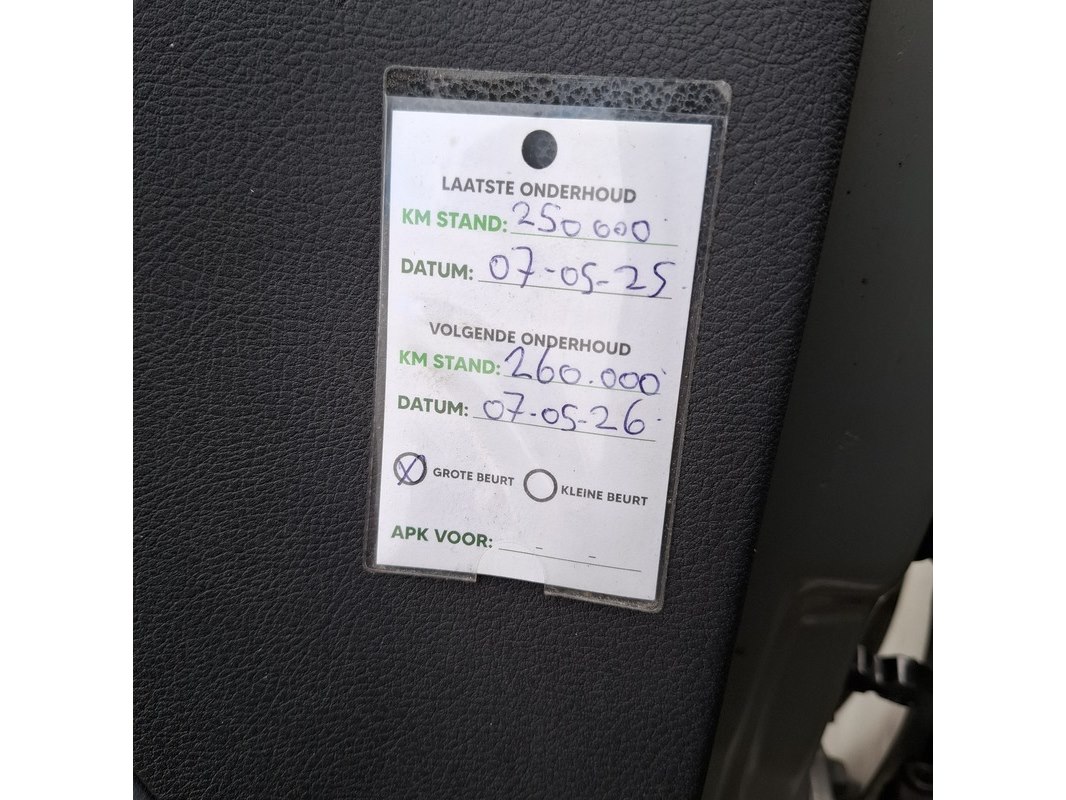 LAATSTE ONDERHOUD
KM STAND: 250 000
DATUM: 07-05-25
VOLGENDE ONDERHOUD
KM STAND: 260.000
DATUM: 07-05-26
GROTE BEURT KLEINE BEURT
APK VOOR: - -